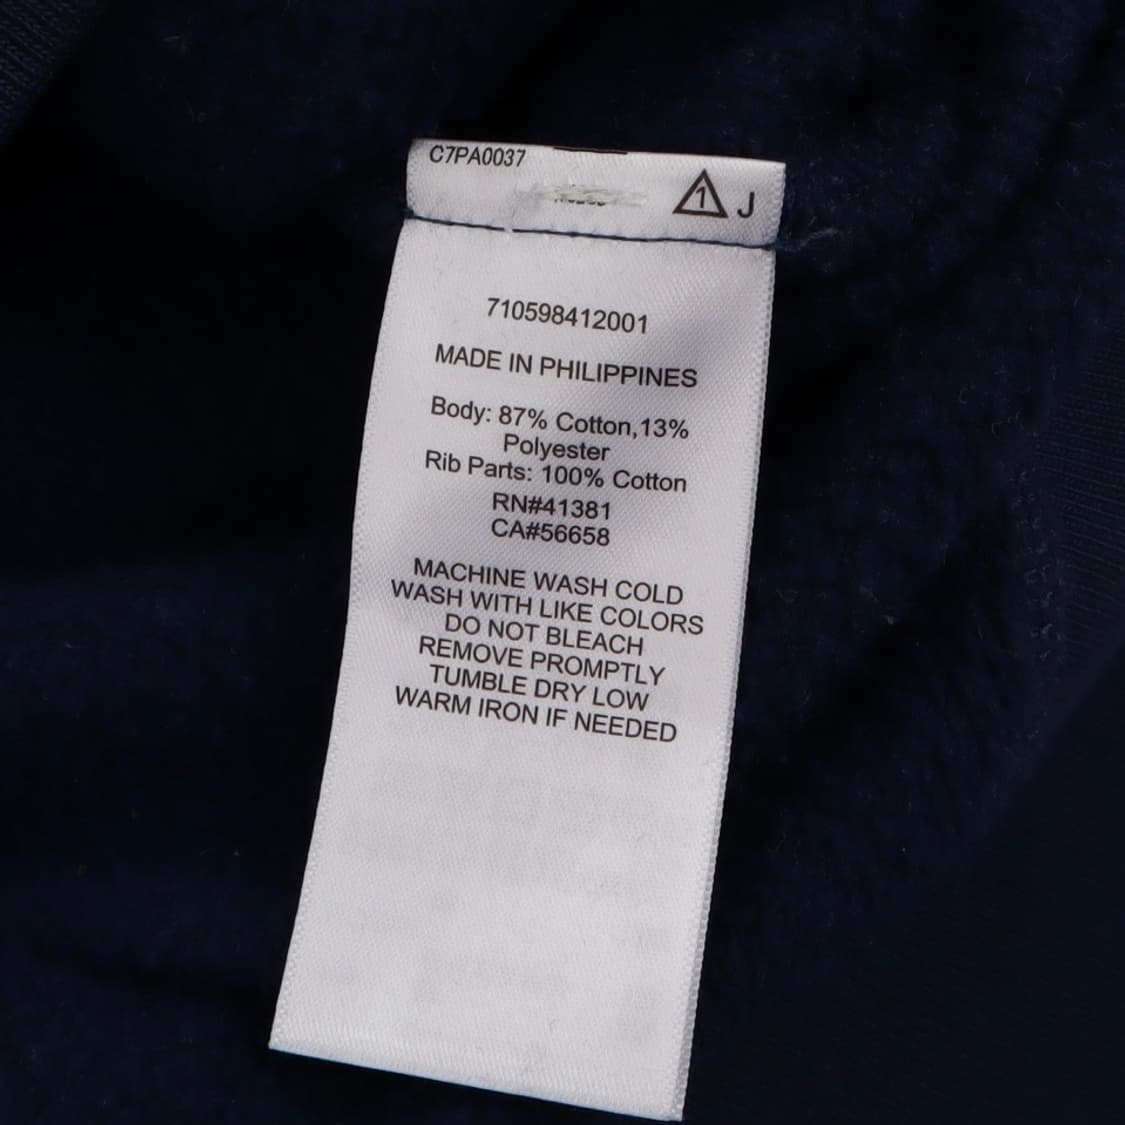 C7PA0037
1 J
710598412001
MADE IN PHILIPPINES
Body: 87% Cotton,13%
Polyester
Rib Parts: 100% Cotton
RN#41381
CA#56658
MACHINE WASH COLD
WASH WITH LIKE COLORS
DO NOT BLEACH
REMOVE PROMPTLY
TUMBLE DRY LOW
WARM IRON IF NEEDED